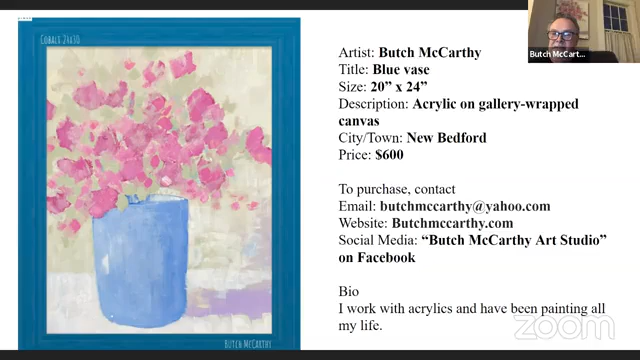 COBALT 24X30
Artist: Butch McCarthy
Title: Blue vase
Size: 20” x 24”
Description: Acrylic on gallery-wrapped
canvas
City/Town: New Bedford
Price: $600
To purchase, contact
Email: butchmccarthy@yahoo.com
Website: Butchmccarthy.com
Social Media: “Butch McCarthy Art Studio”
on Facebook
Bio
I work with acrylics and have been painting all
my life.
BUTCH MCCARTHY
Butch McCart...
zoom